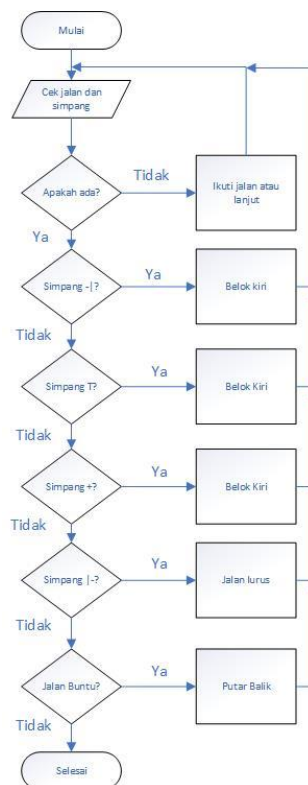 Mulai
Cek jalan dan
simpang
Apakah ada?
Tidak
Ikuti jalan atau
lanjut
Ya
Simpang -|?
Ya
Belok kiri
Tidak
Simpang T?
Ya
Belok Kiri
Tidak
Simpang +?
Ya
Belok Kiri
Tidak
Simpang |-?
Ya
Jalan lurus
Tidak
Jalan Buntu?
Ya
Putar Balik
Tidak
Selesai